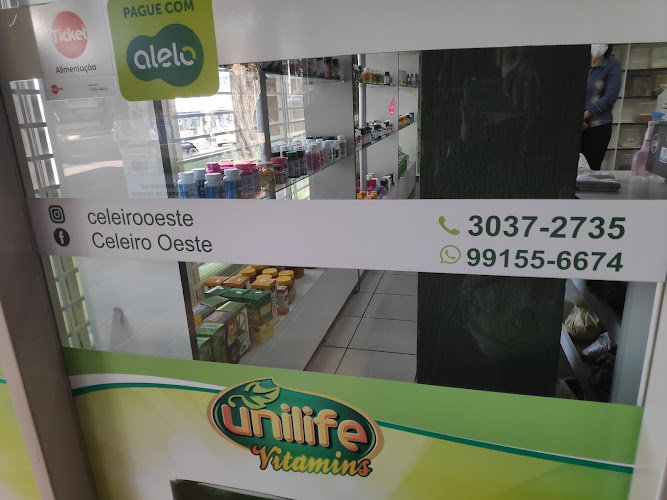 Ticket
Alimentação
PAGUE COM
alelo
celeirooeste
Celeiro Oeste
3037-2735
99155-6674
unilife
Vitamins